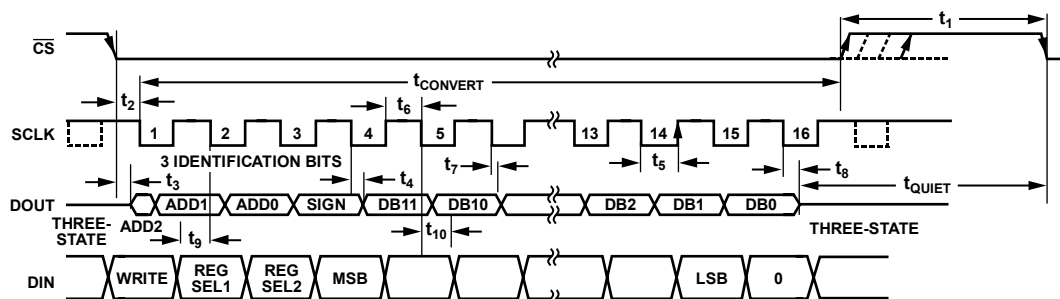 t1
CS
tCONVERT
t2
t6
SCLK
1 2 3 4 5 13 14 15 16
3 IDENTIFICATION BITS
t7
t5
t8
t3
t4
tQUIET
DOUT
ADD1 ADD0 SIGN DB11 DB10 DB2 DB1 DB0
THREE-
STATE
ADD2
THREE-STATE
t9
t10
DIN
WRITE
REG
SEL1
REG
SEL2
MSB
LSB
0